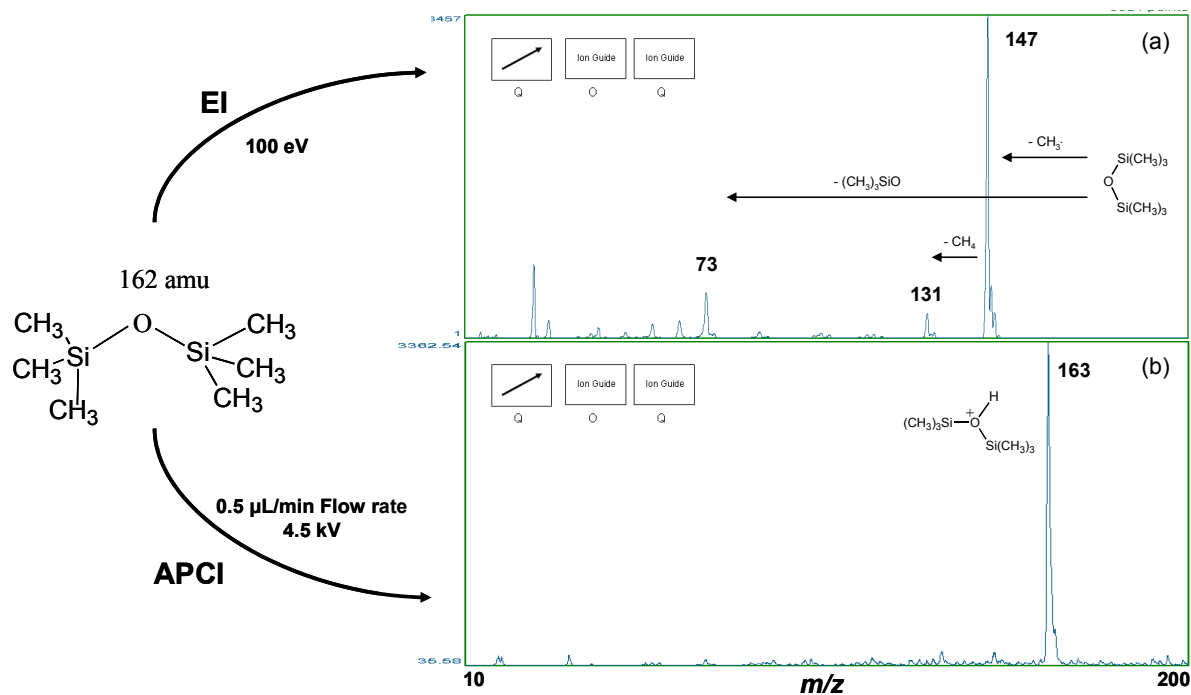 3457
147
(a)
Ion Guide
Ion Guide
Q
O
Q
EI
100 eV
- CH₃·
Si(CH₃)₃
O
Si(CH₃)₃
- (CH₃)₃SiO
- CH₄
73
131
1
162 amu
CH₃
O
CH₃
CH₃
Si
Si
CH₃
CH₃
CH₃
3362.54
163
(b)
Ion Guide
Ion Guide
Q
O
Q
H
+
(CH₃)₃Si
O
Si(CH₃)₃
0.5 µL/min Flow rate
4.5 kV
APCI
35.58
10
m/z
200